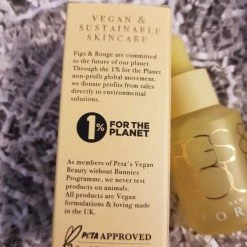 VEGAN &
SUSTAINABLE
SKINCARE
Figs & Rouge are committed
to the future of our planet.
Through the 1% for the Planet
non-profit global movement,
we donate profits from sales
directly to environmental
solutions.
1%
FOR THE
PLANET
As members of Peta's Vegan
Beauty without Bunnies
Programme, we never test
products on animals. All
products are Vegan
formulations & loving made
in the UK.
PeTA APPROVED
FOR